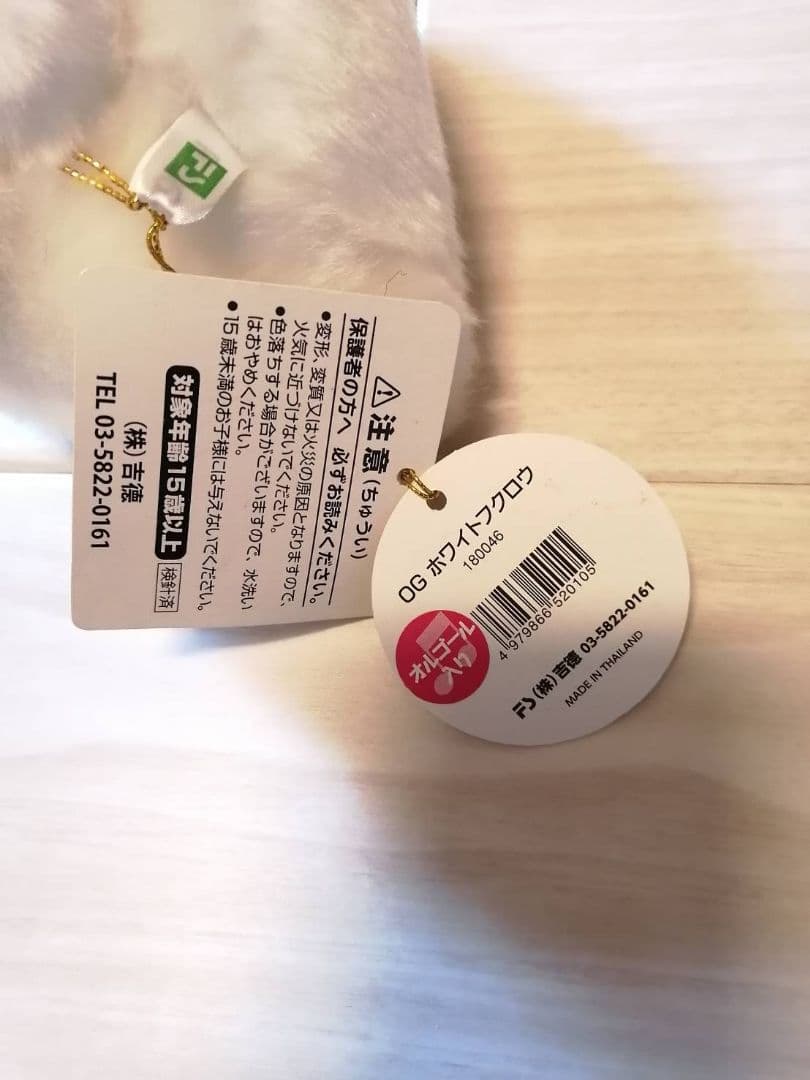 FS
⚠注意(ちゅうい)
保護者の方へ 必ずお読みください。
●変形、変質又は火災の原因となりますので、
火気に近づけないでください。
●色落ちする場合がございますので、水洗い
はおやめください。
●15歳未満のお子様には与えないでください。
対象年齢15歳以上
検針済
(株)吉徳
TEL 03-5822-0161
OG ホワイトフクロウ
180046
4 979866 520105
オルゴール
入り
FS (株)吉徳 03-5822-0161
MADE IN THAILAND